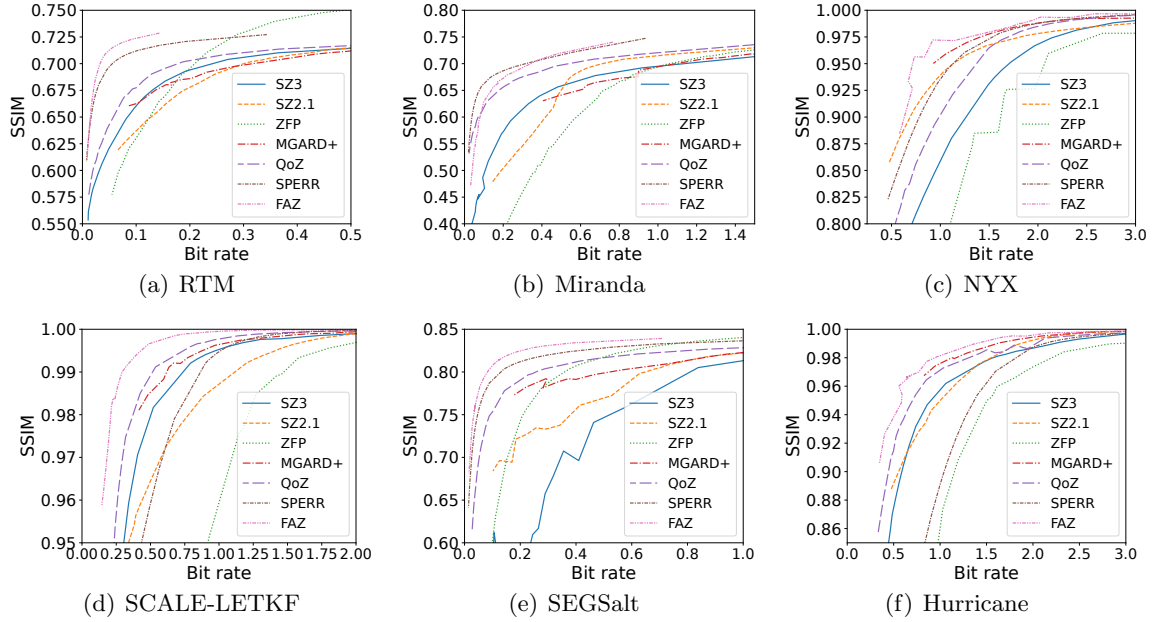 SSIM
0.750
0.725
0.700
0.675
0.650
0.625
0.600
0.575
0.550
0.0 0.1 0.2 0.3 0.4 0.5
Bit rate
SZ3
SZ2.1
ZFP
MGARD+
QoZ
SPERR
FAZ
(a) RTM
SSIM
0.80
0.75
0.70
0.65
0.60
0.55
0.50
0.45
0.40
0.0 0.2 0.4 0.6 0.8 1.0 1.2 1.4
Bit rate
SZ3
SZ2.1
ZFP
MGARD+
QoZ
SPERR
FAZ
(b) Miranda
SSIM
1.000
0.975
0.950
0.925
0.900
0.875
0.850
0.825
0.800
0.5 1.0 1.5 2.0 2.5 3.0
Bit rate
SZ3
SZ2.1
ZFP
MGARD+
QoZ
SPERR
FAZ
(c) NYX
SSIM
1.00
0.99
0.98
0.97
0.96
0.95
0.000 0.250 0.500 0.751 1.001 1.251 1.501 1.752 2.00
Bit rate
SZ3
SZ2.1
ZFP
MGARD+
QoZ
SPERR
FAZ
(d) SCALE-LETKF
SSIM
0.85
0.80
0.75
0.70
0.65
0.60
0.0 0.2 0.4 0.6 0.8 1.0
Bit rate
SZ3
SZ2.1
ZFP
MGARD+
QoZ
SPERR
FAZ
(e) SEGSalt
SSIM
1.00
0.98
0.96
0.94
0.92
0.90
0.88
0.86
0.0 0.5 1.0 1.5 2.0 2.5 3.0
Bit rate
SZ3
SZ2.1
ZFP
MGARD+
QoZ
SPERR
FAZ
(f) Hurricane